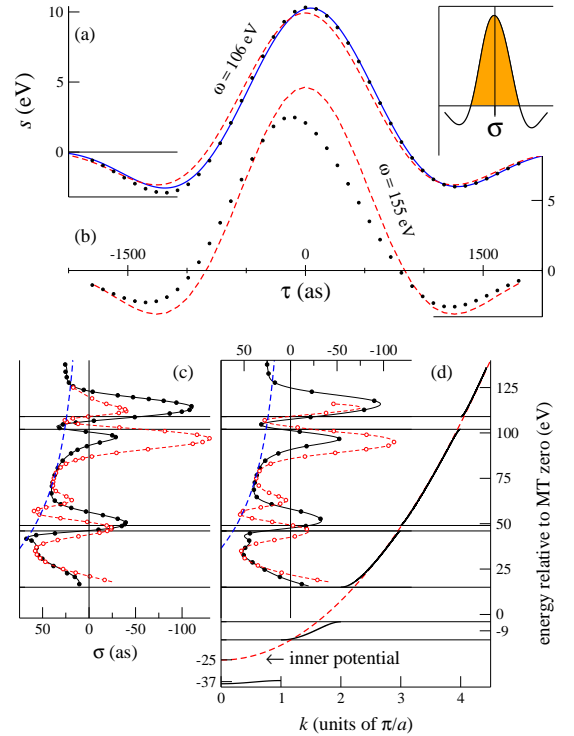 10
(a)
ω = 106 eV
s (eV)
5
σ
0
5
(b)
ω = 155 eV
-1500
0
1500
τ (as)
0
50 0 -50 -100
(c)
(d)
125
100
75
50
25
0
-9
energy relative to MT zero (eV)
50 0 -50 -100
σ (as)
-25
← inner potential
-37
0 1 2 3 4
k (units of π/a)